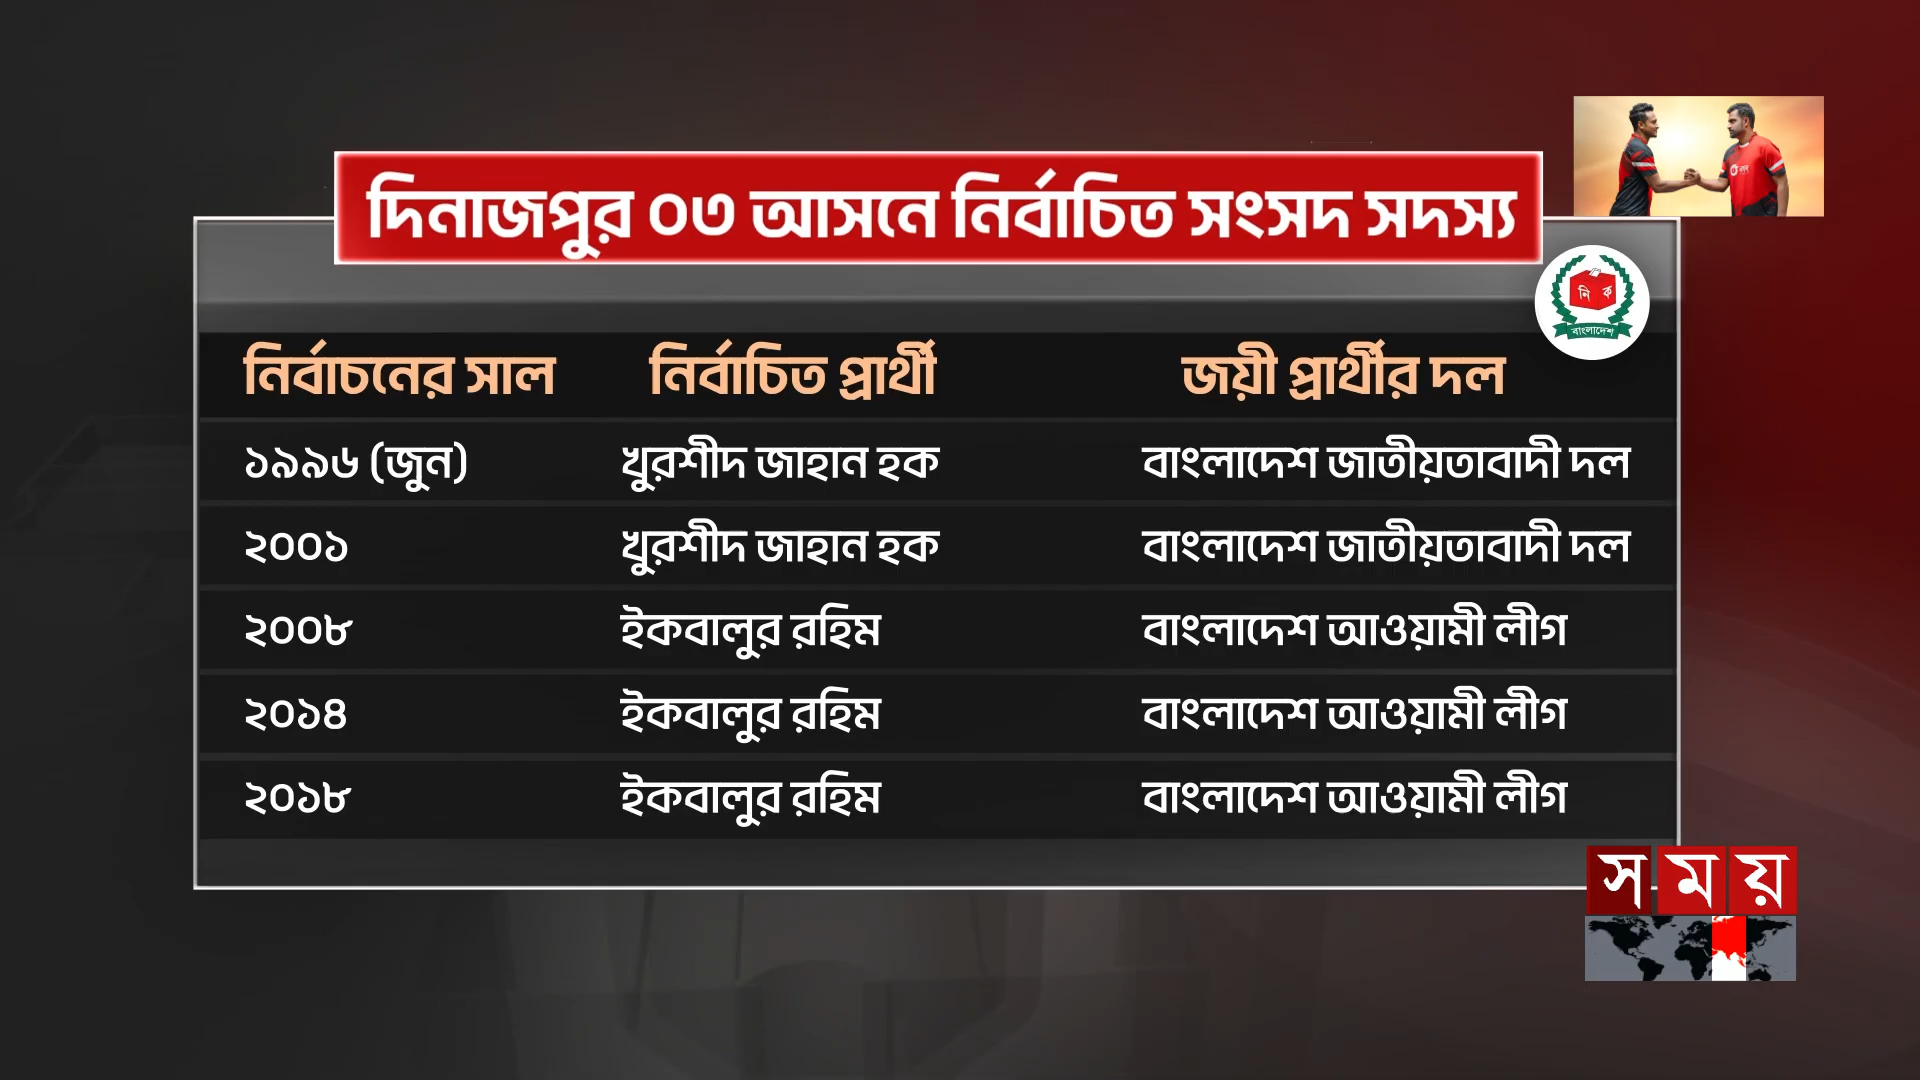 দিনাজপুর ০৩ আসনে নির্বাচিত সংসদ সদস্য
নি ক
বাংলাদেশ
নির্বাচনের সাল নির্বাচিত প্রার্থী জয়ী প্রার্থীর দল
১৯৯৬ (জুন) খুরশীদ জাহান হক বাংলাদেশ জাতীয়তাবাদী দল
২০০১ খুরশীদ জাহান হক বাংলাদেশ জাতীয়তাবাদী দল
২০০৮ ইকবালুর রহিম বাংলাদেশ আওয়ামী লীগ
২০১৪ ইকবালুর রহিম বাংলাদেশ আওয়ামী লীগ
২০১৮ ইকবালুর রহিম বাংলাদেশ আওয়ামী লীগ
সময়